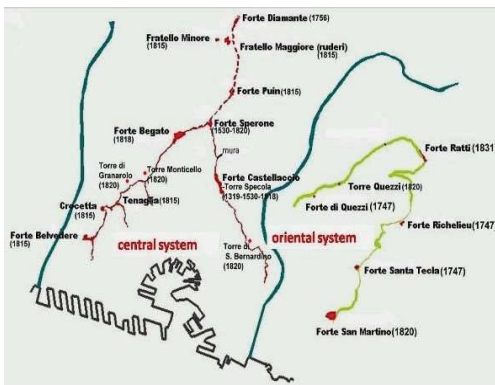 Forte Diamante (1756)
Fratello Minore
(1815)
Fratello Maggiore (ruderi)
(1815)
Forte Puin (1815)
Forte Sperone
(1530-1820)
Forte Begato
(1818)
mura
Torre di
Granarolo
(1820)
Torre Monticello
(1820)
Forte Castellaccio
Torre Specola
(1319-1530-1818)
Crocetta
(1815)
Tenaglia (1815)
Forte Belvedere
(1815)
central system
Torre di
S. Bernardino
(1820)
oriental system
Forte Ratti (1831
Torre Quezzi (1820)
Forte di Quezzi (1747)
Forte Richelieu (1747
Forte Santa Tecla (1747)
Forte San Martino (1820)